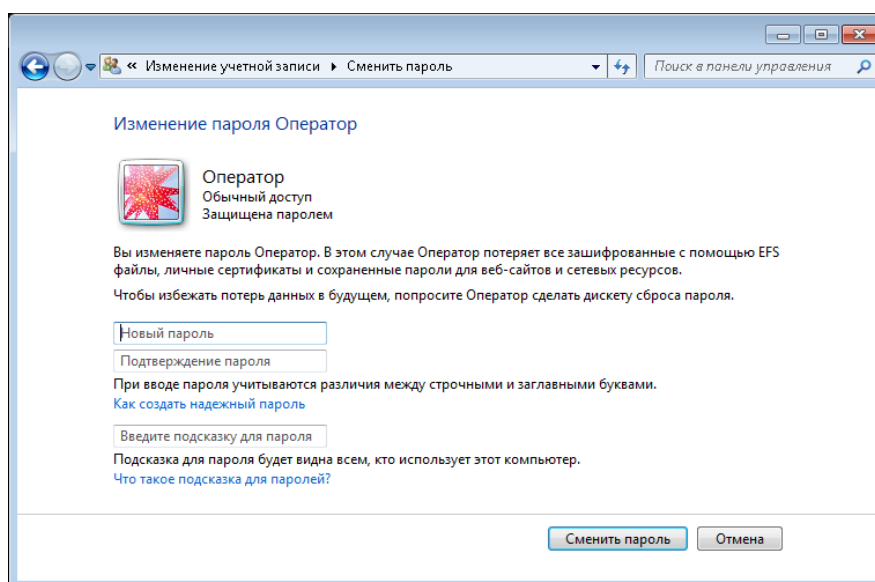 « Изменение учетной записи ▸ Сменить пароль
Поиск в панели управления
Изменение пароля Оператор
Оператор
Обычный доступ
Защищена паролем
Вы изменяете пароль Оператор. В этом случае Оператор потеряет все зашифрованные с помощью EFS
файлы, личные сертификаты и сохраненные пароли для веб-сайтов и сетевых ресурсов.
Чтобы избежать потерь данных в будущем, попросите Оператор сделать дискету сброса пароля.
Новый пароль
Подтверждение пароля
При вводе пароля учитываются различия между строчными и заглавными буквами.
Как создать надежный пароль
Введите подсказку для пароля
Подсказка для пароля будет видна всем, кто использует этот компьютер.
Что такое подсказка для паролей?
Сменить пароль
Отмена